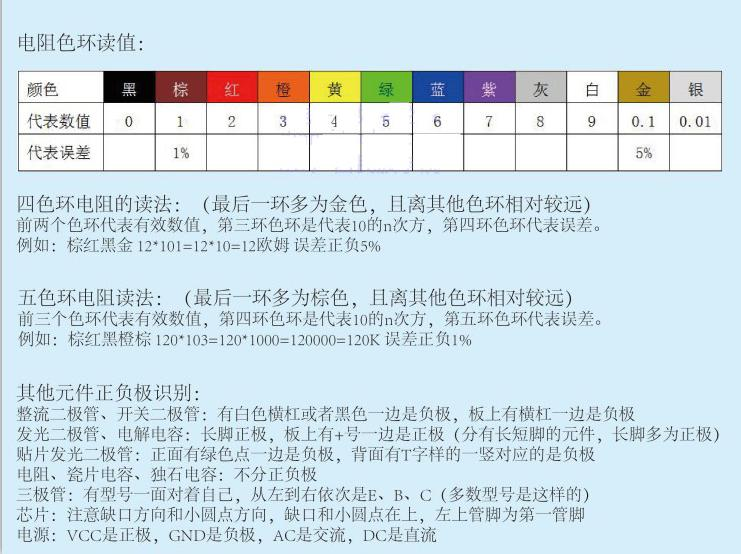 电阻色环读值：
颜色 黑 棕 红 橙 黄 绿 蓝 紫 灰 白 金 银
代表数值 0 1 2 3 4 5 6 7 8 9 0.1 0.01
代表误差 1% 5%
四色环电阻的读法：（最后一环多为金色，且离其他色环相对较远）
前两个色环代表有效数值，第三环色环是代表10的n次方，第四环色环代表误差。
例如：棕红黑金 12*101=12*10=12欧姆 误差正负5%
五色环电阻读法：（最后一环多为棕色，且离其他色环相对较远）
前三个色环代表有效数值，第四环色环是代表10的n次方，第五环色环代表误差。
例如：棕红黑橙棕 120*103=120*1000=120000=120K 误差正负1%
其他元件正负极识别：
整流二极管、开关二极管：有白色横杠或者黑色一边是负极，板上有横杠一边是负极
发光二极管、电解电容：长脚正极，板上有+号一边是正极（分有长短脚的元件，长脚多为正极）
贴片发光二极管：正面有绿色点一边是负极，背面有T字样的一竖对应的是负极
电阻、瓷片电容、独石电容：不分正负极
三极管：有型号一面对着自己，从左到右依次是E、B、C（多数型号是这样的）
芯片：注意缺口方向和小圆点方向，缺口和小圆点在上，左上管脚为第一管脚
电源：VCC是正极，GND是负极，AC是交流，DC是直流